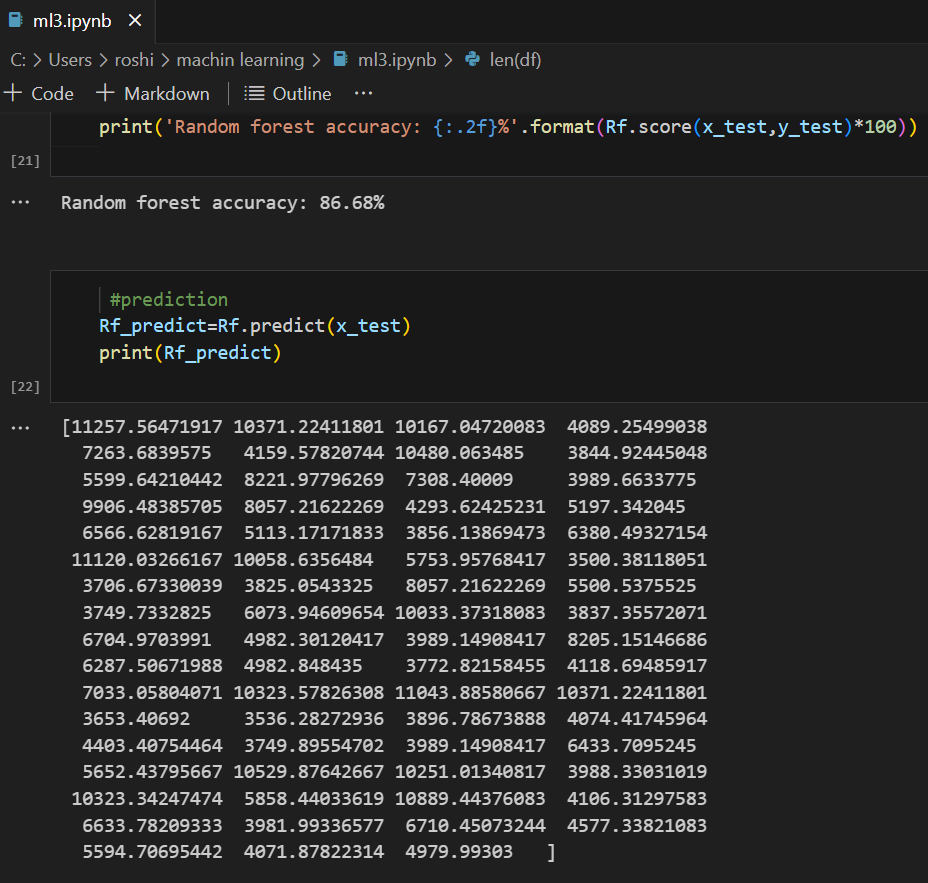 ml3.ipynb ×
C: > Users > roshi > machin learning > ml3.ipynb > len(df)
+ Code + Markdown | Outline ...
print('Random forest accuracy: {:.2f}%'.format(Rf.score(x_test,y_test)*100))
[21]
... Random forest accuracy: 86.68%
#prediction
Rf_predict=Rf.predict(x_test)
print(Rf_predict)
[22]
... [11257.56471917 10371.22411801 10167.04720083 4089.25499038
7263.6839575 4159.57820744 10480.063485 3844.92445048
5599.64210442 8221.97796269 7308.40009 3989.6633775
9906.48385705 8057.21622269 4293.62425231 5197.342045
6566.62819167 5113.17171833 3856.13869473 6380.49327154
11120.03266167 10058.6356484 5753.95768417 3500.38118051
3706.67330039 3825.0543325 8057.21622269 5500.5375525
3749.7332825 6073.94609654 10033.37318083 3837.35572071
6704.9703991 4982.30120417 3989.14908417 8205.15146686
6287.50671988 4982.848435 3772.82158455 4118.69485917
7033.05804071 10323.57826308 11043.88580667 10371.22411801
3653.40692 3536.28272936 3896.78673888 4074.41745964
4403.40754464 3749.89554702 3989.14908417 6433.7095245
5652.43795667 10529.87642667 10251.01340817 3988.33031019
10323.34247474 5858.44033619 10889.44376083 4106.31297583
6633.78209333 3981.99336577 6710.45073244 4577.33821083
5594.70695442 4071.87822314 4979.99303 ]